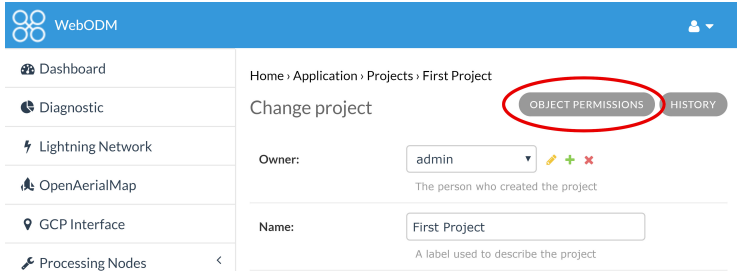 WebODM
Dashboard
Diagnostic
Lightning Network
OpenAerialMap
GCP Interface
Processing Nodes
Home › Application › Projects › First Project
Change project
OBJECT PERMISSIONS
HISTORY
Owner:
admin
The person who created the project
Name:
First Project
A label used to describe the project